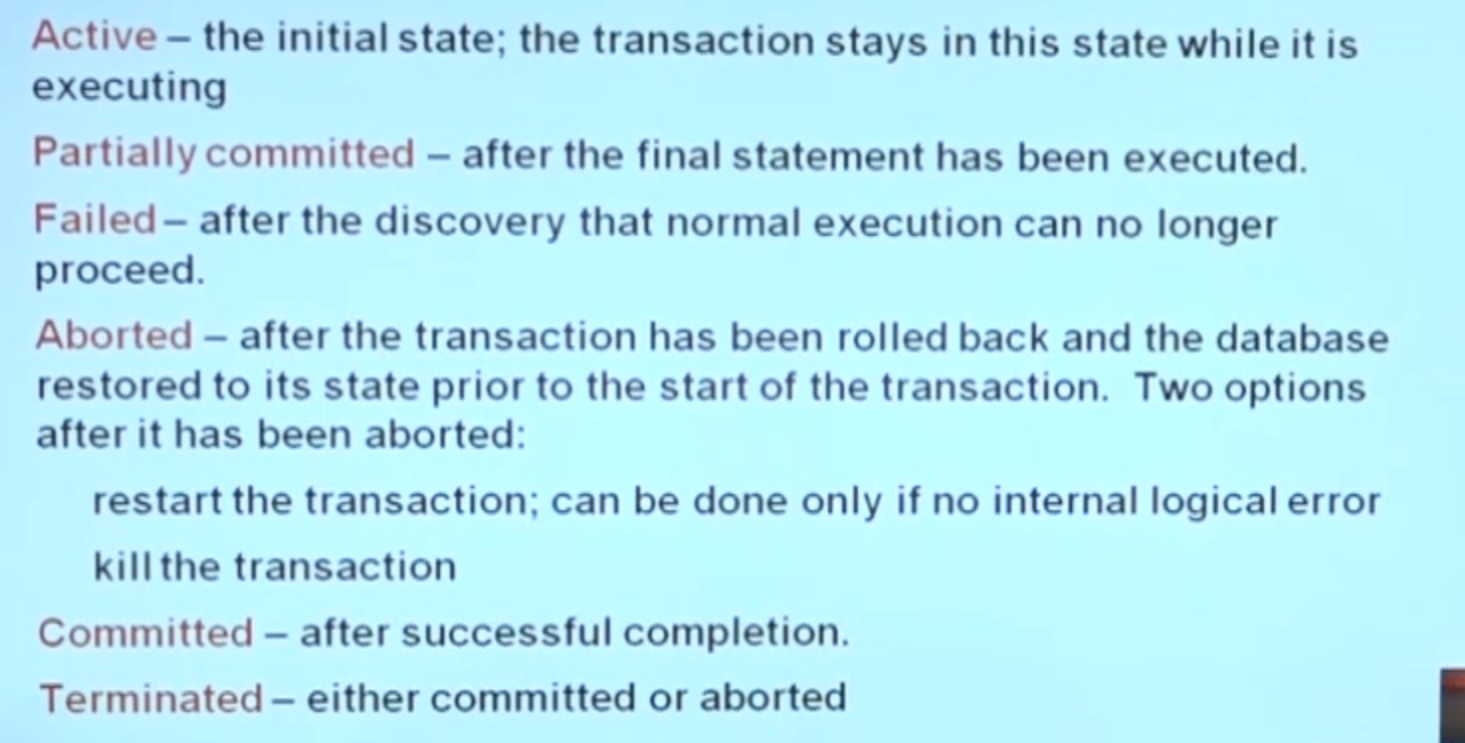 Active – the initial state; the transaction stays in this state while it is
executing
Partially committed – after the final statement has been executed.
Failed – after the discovery that normal execution can no longer
proceed.
Aborted – after the transaction has been rolled back and the database
restored to its state prior to the start of the transaction. Two options
after it has been aborted:
restart the transaction; can be done only if no internal logical error
kill the transaction
Committed – after successful completion.
Terminated – either committed or aborted